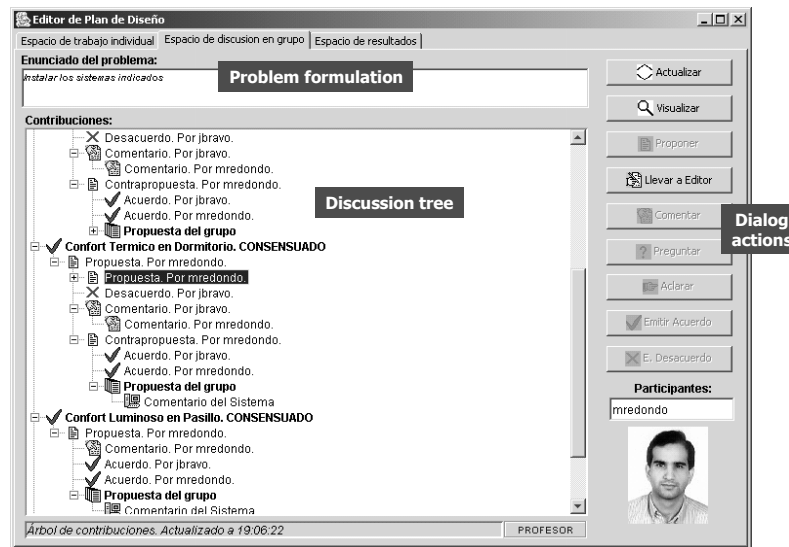 Editor de Plan de Diseño
Espacio de trabajo individual Espacio de discusion en grupo Espacio de resultados
Enunciado del problema:
Instalar los sistemas indicados
Problem formulation
Contribuciones:
Desacuerdo. Por jbravo.
Comentario. Por jbravo.
Comentario. Por mredondo.
Contrapropuesta. Por mredondo.
Acuerdo. Por jbravo.
Acuerdo. Por mredondo.
Propuesta del grupo
Discussion tree
Confort Termico en Dormitorio. CONSENSUADO
Propuesta. Por mredondo.
Propuesta. Por mredondo.
Desacuerdo. Por jbravo.
Comentario. Por jbravo.
Comentario. Por mredondo.
Contrapropuesta. Por mredondo.
Acuerdo. Por jbravo.
Acuerdo. Por mredondo.
Propuesta del grupo
Comentario del Sistema
Confort Luminoso en Pasillo. CONSENSUADO
Propuesta. Por mredondo.
Comentario. Por mredondo.
Acuerdo. Por jbravo.
Acuerdo. Por mredondo.
Propuesta del grupo
Comentario del Sistema
Árbol de contribuciones. Actualizado a 19:06:22
PROFESOR
Actualizar
Visualizar
Proponer
Llevar a Editor
Comentar
Dialog
actions
Preguntar
Aclarar
Emitir Acuerdo
E. Desacuerdo
Participantes:
mredondo